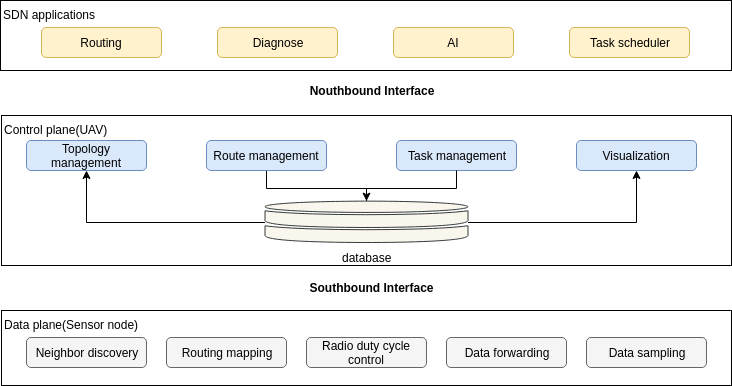 SDN applications
Routing
Diagnose
AI
Task scheduler
Nouthbound Interface
Control plane(UAV)
Topology
management
Route management
Task management
Visualization
database
Southbound Interface
Data plane(Sensor node)
Neighbor discovery
Routing mapping
Radio duty cycle
control
Data forwarding
Data sampling